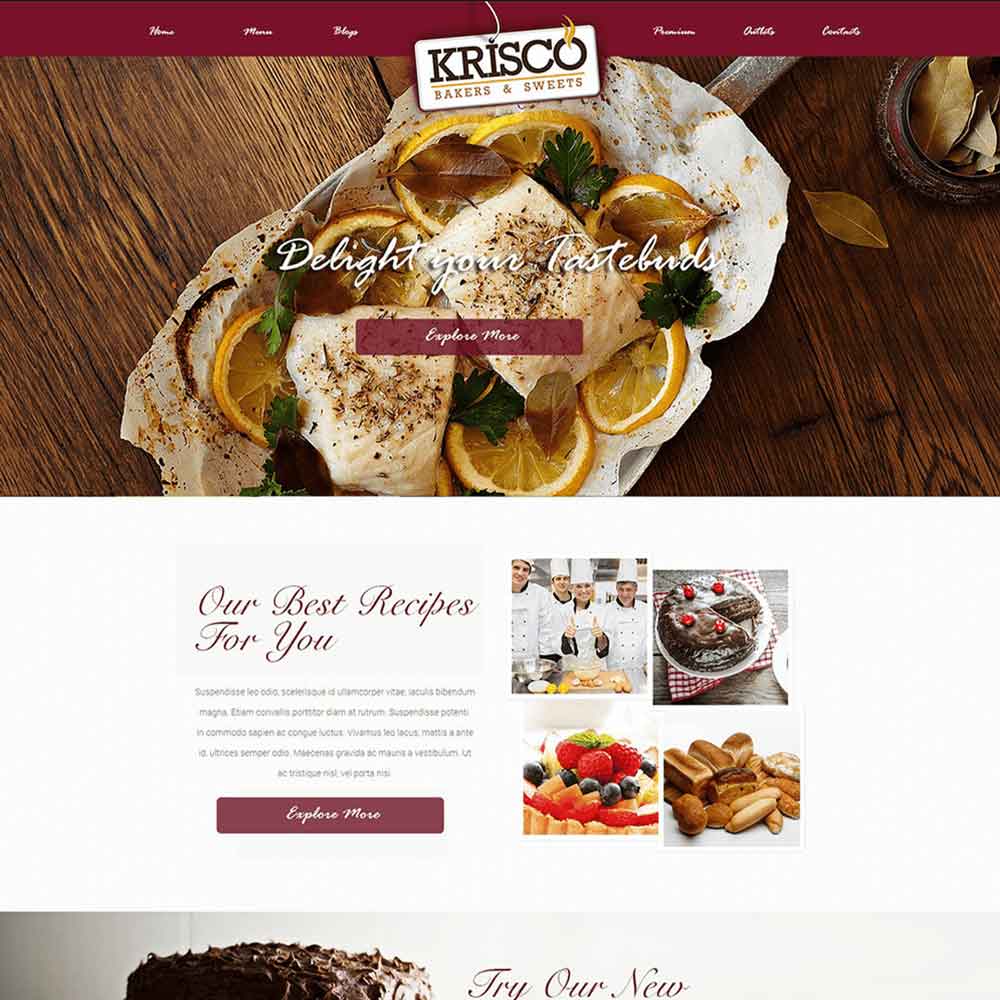 Home
Menu
Blogs
KRISCO
BAKERS & SWEETS
Premium
Outlets
Contacts
Delight your Tastebuds
Explore More
Our Best Recipes
For You
Suspendisse leo odio, scelerisque id ullamcorper vitae, iaculis bibendum
magna. Etiam convallis porttitor diam at rutrum. Suspendisse potenti
in commodo sapien ac congue luctus. Vivamus leo lacus, mattis a ante
id, ultrices semper odio. Maecenas gravida ac mauris a vestibulum. Ut
ac tristique nisl, vel porta nisi.
Explore More
Try Our New